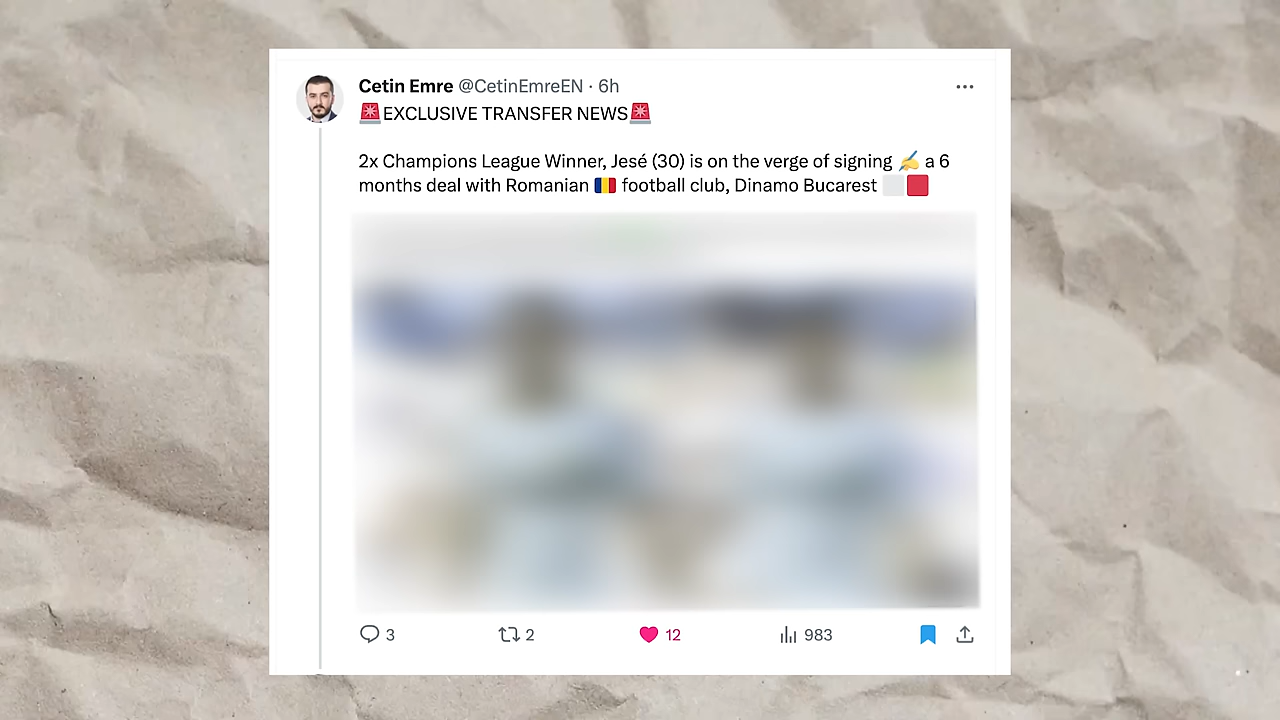 Cetin Emre @CetinEmreEN · 6h
🚨EXCLUSIVE TRANSFER NEWS🚨
2x Champions League Winner, Jesé (30) is on the verge of signing ✍️ a 6
months deal with Romanian 🇷🇴 football club, Dinamo Bucarest ⬜🟥
3 2 12 983